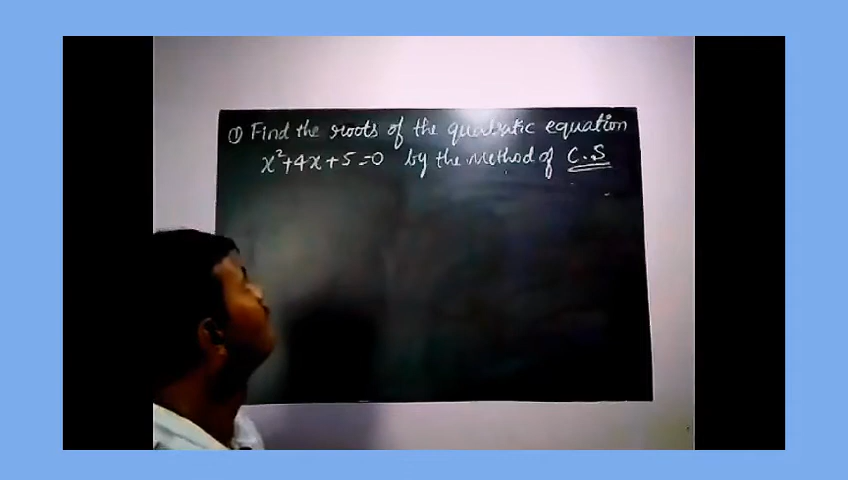 ① Find the roots of the quadratic equation
x²+4x+5=0 by the Method of C.S